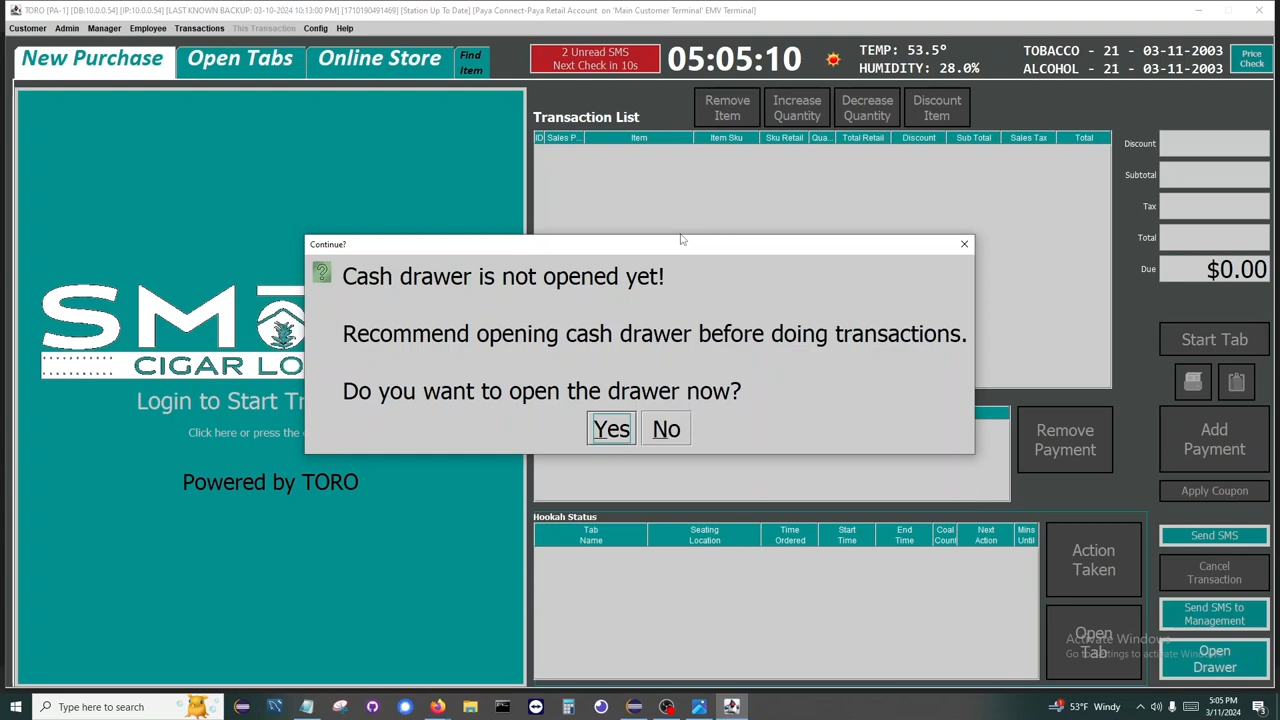 TORO [PA-1] [DB:10.0.0.54] [IP:10.0.0.54] [LAST KNOWN BACKUP: 03-10-2024 10:13:00 PM] [1710190491469] [Station Up To Date] [Paya Connect-Paya Retail Account on 'Main Customer Terminal' EMV Terminal]
Customer Admin Manager Employee Transactions This Transaction Config Help
New Purchase
Open Tabs
Online Store
Find
Item
2 Unread SMS
Next Check in 10s
05:05:10
TEMP: 53.5°
HUMIDITY: 28.0%
TOBACCO - 21 - 03-11-2003
ALCOHOL - 21 - 03-11-2003
Price
Check
Transaction List
Remove
Item
Increase
Quantity
Decrease
Quantity
Discount
Item
ID Sales P... Item Item Sku Sku Retail Qua... Total Retail Discount Sub Total Sales Tax Total
Discount
Subtotal
Tax
Total
Due $0.00
Continue?
Cash drawer is not opened yet!
Recommend opening cash drawer before doing transactions.
Do you want to open the drawer now?
Yes No
CIGAR LO
Login to Start Tr
Click here or press the
Powered by TORO
Start Tab
Remove
Payment
Add
Payment
Apply Coupon
Hookah Status
Tab
Name
Seating
Location
Time
Ordered
Start
Time
End
Time
Coal
Count
Next
Action
Mins
Until
Action
Taken
Open
Tab
Send SMS
Cancel
Transaction
Send SMS to
Management
Open
Drawer
Activate Windows
Go to Settings to activate Windows.
Type here to search
53°F Windy
5:05 PM
3/11/2024